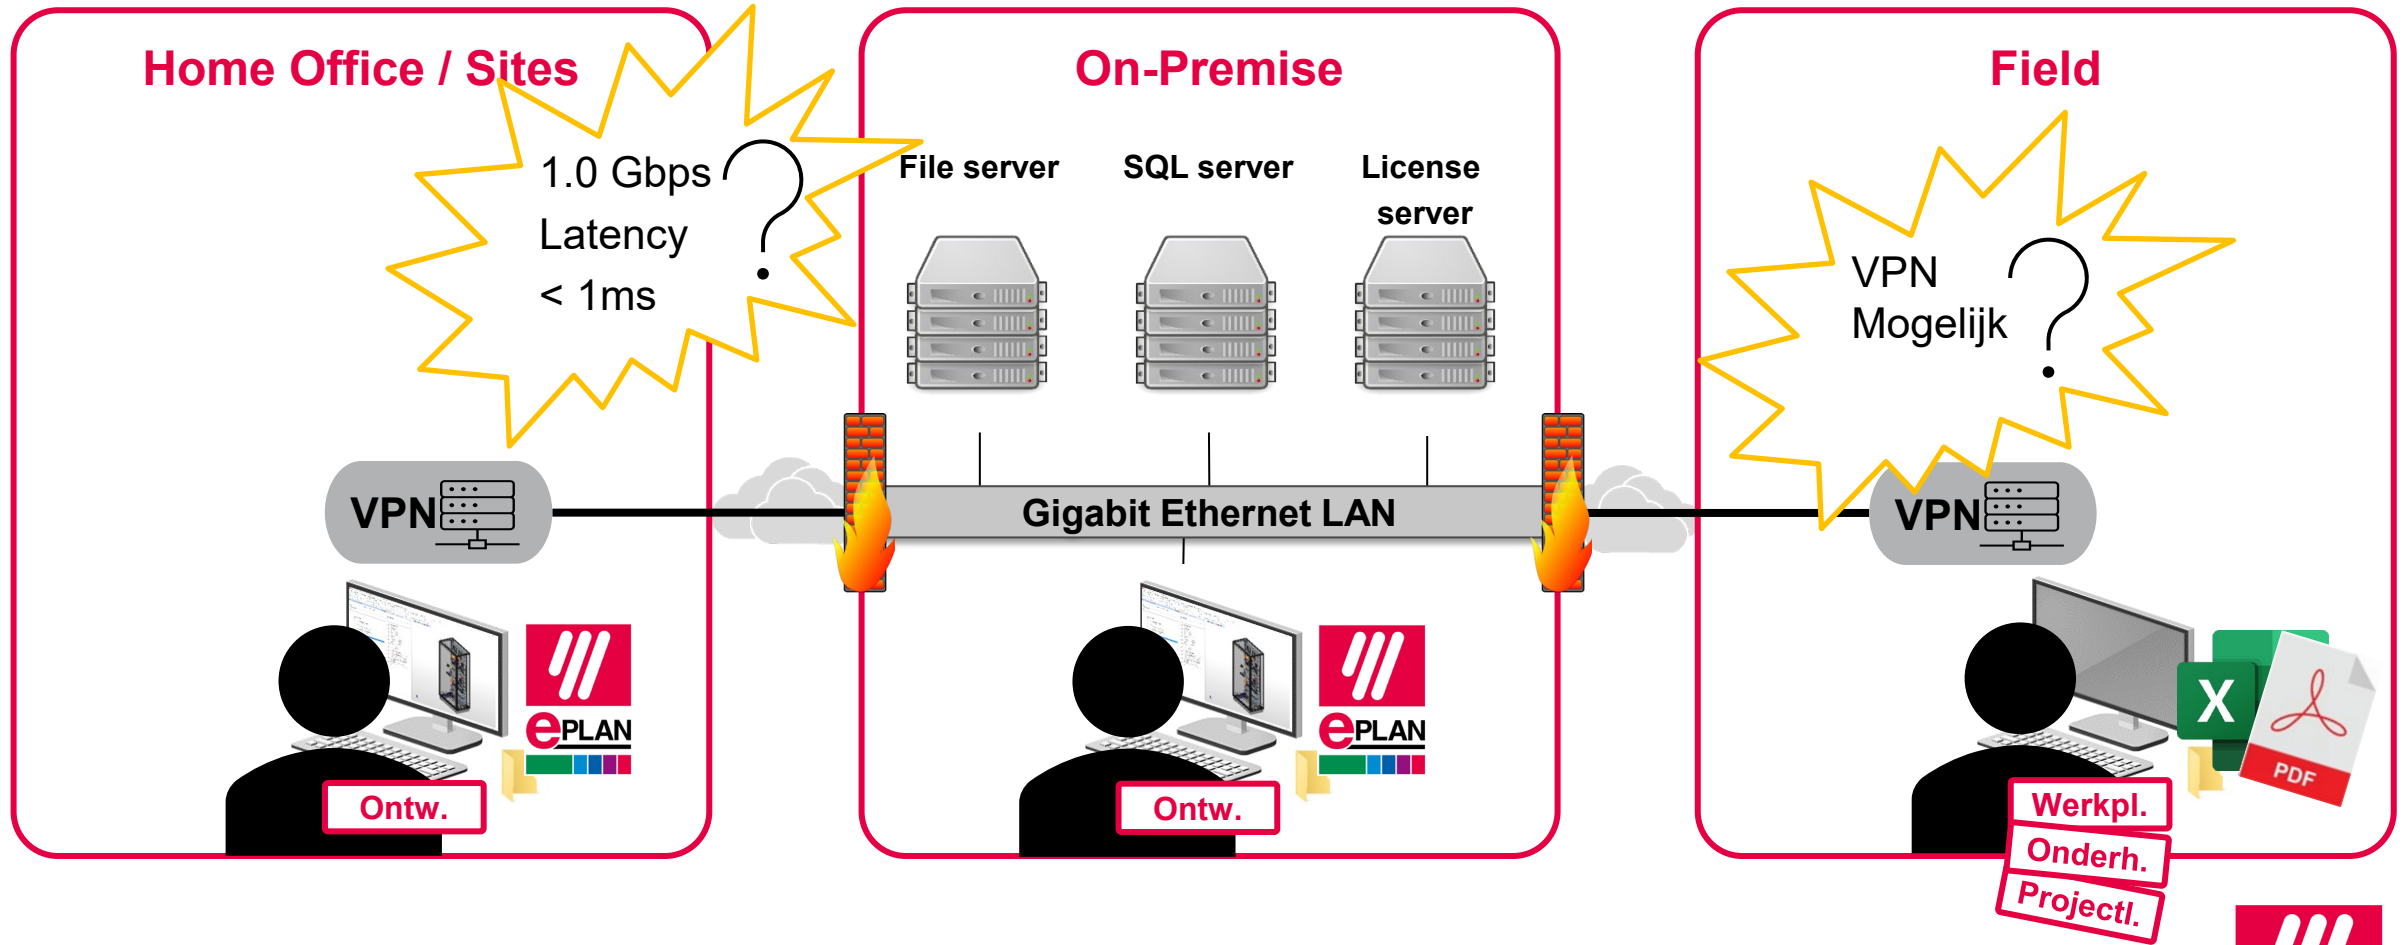 Home Office / Sites
1.0 Gbps
Latency
< 1ms
?
VPN
ePLAN
Ontw.
On-Premise
File server
SQL server
License
server
Gigabit Ethernet LAN
ePLAN
Ontw.
Field
VPN
Mogelijk
?
VPN
X
PDF
Werkpl.
Onderh.
Projectl.